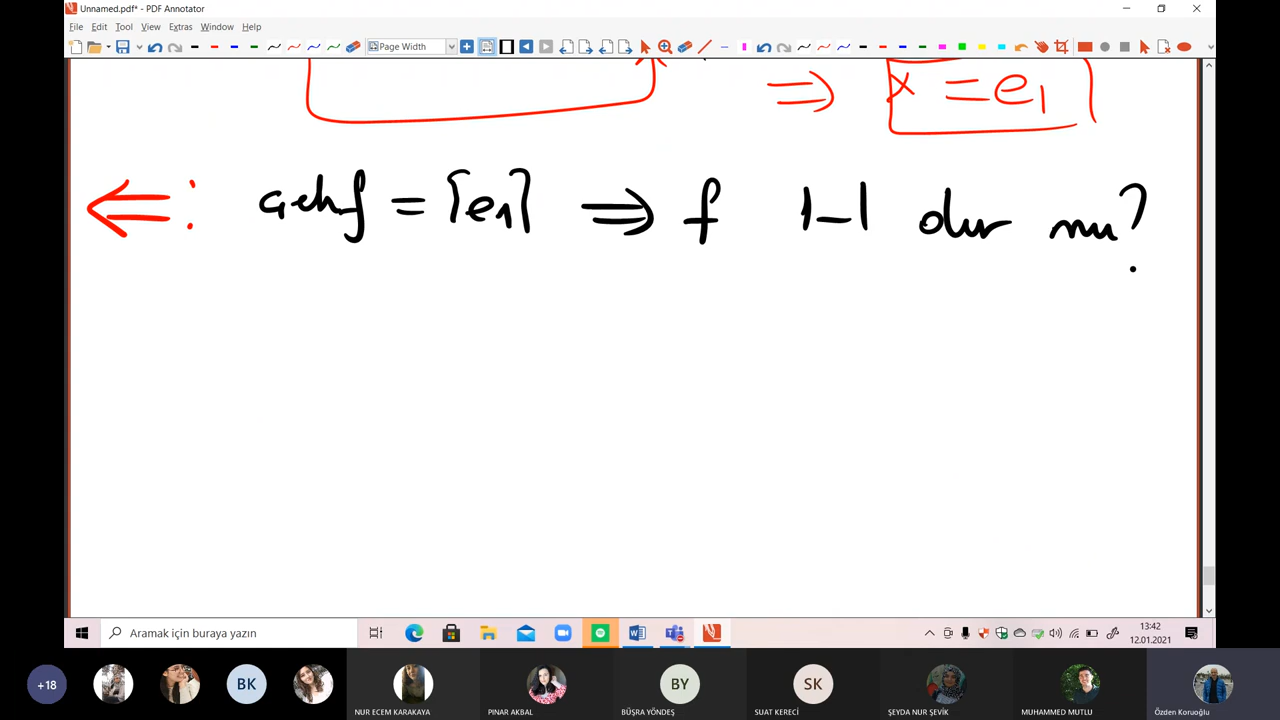 Unnamed.pdf* - PDF Annotator
File Edit Tool View Extras Window Help
Page Width
⇒ x = e1
⇐: çekf = {e1} ⇒ f 1-1 dir mi?
Aramak için buraya yazın
13:42
12.01.2021
+18
BK
BY
SK
NUR ECEM KARAKAYA
PINAR AKBAL
BÜŞRA YÖNDEŞ
SUAT KERECİ
ŞEYDA NUR ŞEVİK
MUHAMMED MUTLU
Özden Koruoğlu